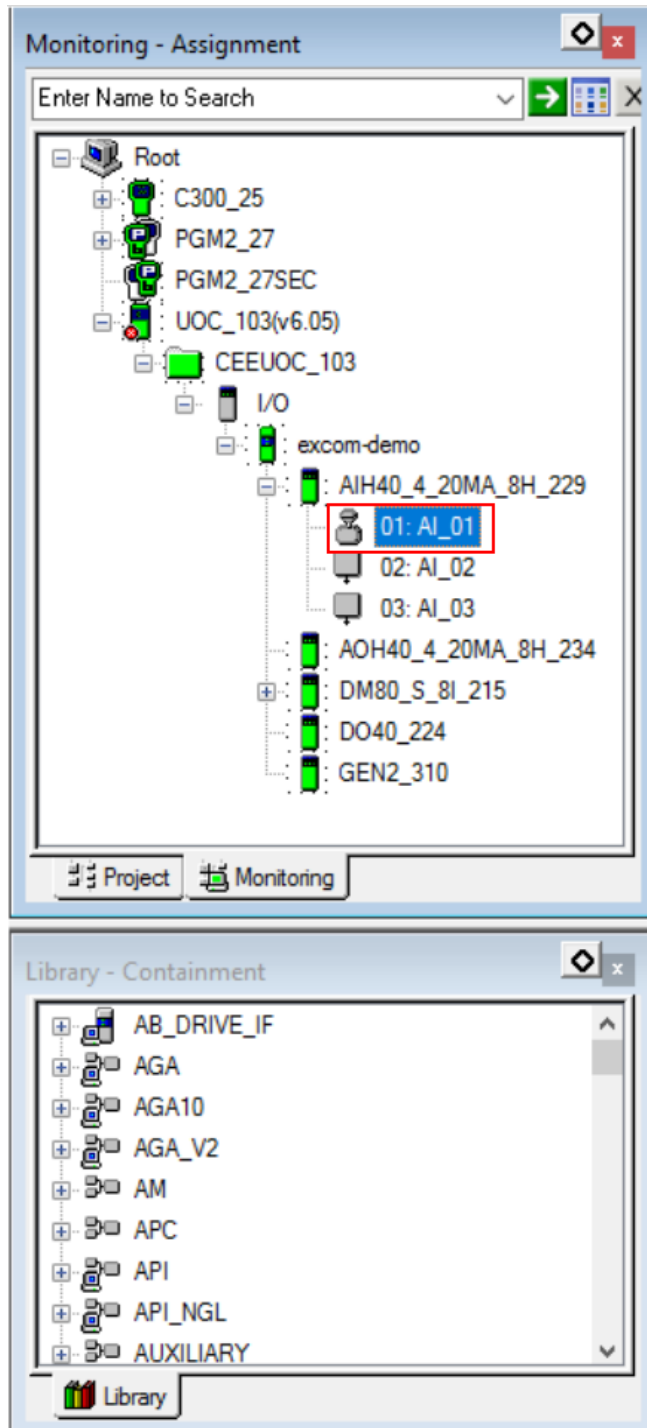 Monitoring - Assignment
Enter Name to Search
Root
C300_25
PGM2_27
PGM2_27SEC
UOC_103(v6.05)
CEEUOC_103
I/O
excom-demo
AIH40_4_20MA_8H_229
01: AI_01
02: AI_02
03: AI_03
AOH40_4_20MA_8H_234
DM80_S_8I_215
DO40_224
GEN2_310
Project Monitoring
Library - Containment
AB_DRIVE_IF
AGA
AGA10
AGA_V2
AM
APC
API
API_NGL
AUXILIARY
Library